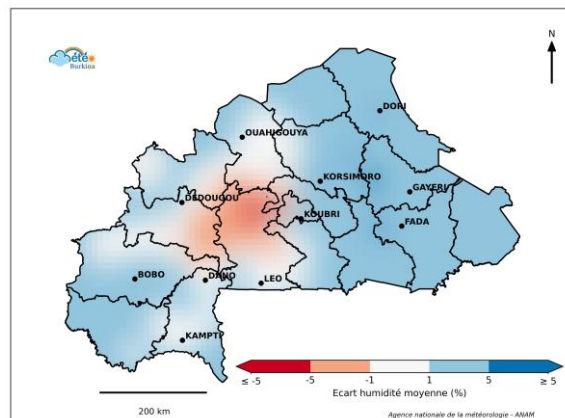 N
été
Burkina
DORI
OUAHIGOUYA
KORSIMORO
GAYERI
DEDOUGOU
KOUBRI
FADA
BOBO
DANO
LEO
KAMPTI
≤ -5 -5 -1 1 5 ≥ 5
Ecart humidité moyenne (%)
200 km
Agence nationale de la météorologie - ANAM